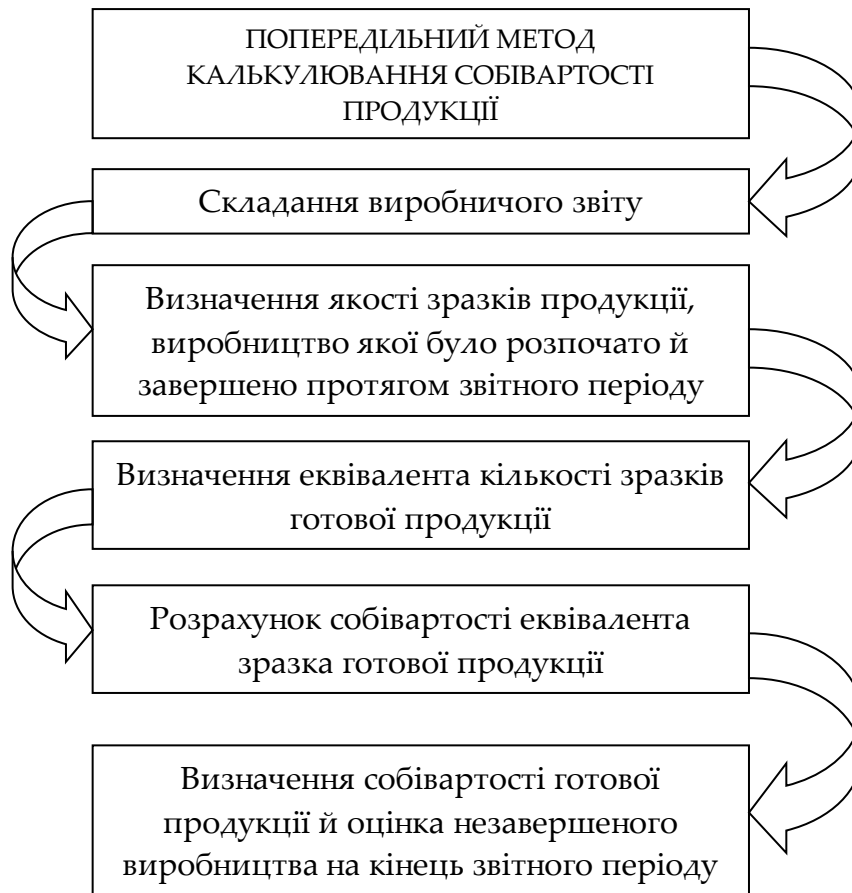 ПОПЕРЕДІЛЬНИЙ МЕТОД
КАЛЬКУЛЮВАННЯ СОБІВАРТОСТІ
ПРОДУКЦІЇ
Складання виробничого звіту
Визначення якості зразків продукції,
виробництво якої було розпочато й
завершено протягом звітного періоду
Визначення еквівалента кількості зразків
готової продукції
Розрахунок собівартості еквівалента
зразка готової продукції
Визначення собівартості готової
продукції й оцінка незавершеного
виробництва на кінець звітного періоду